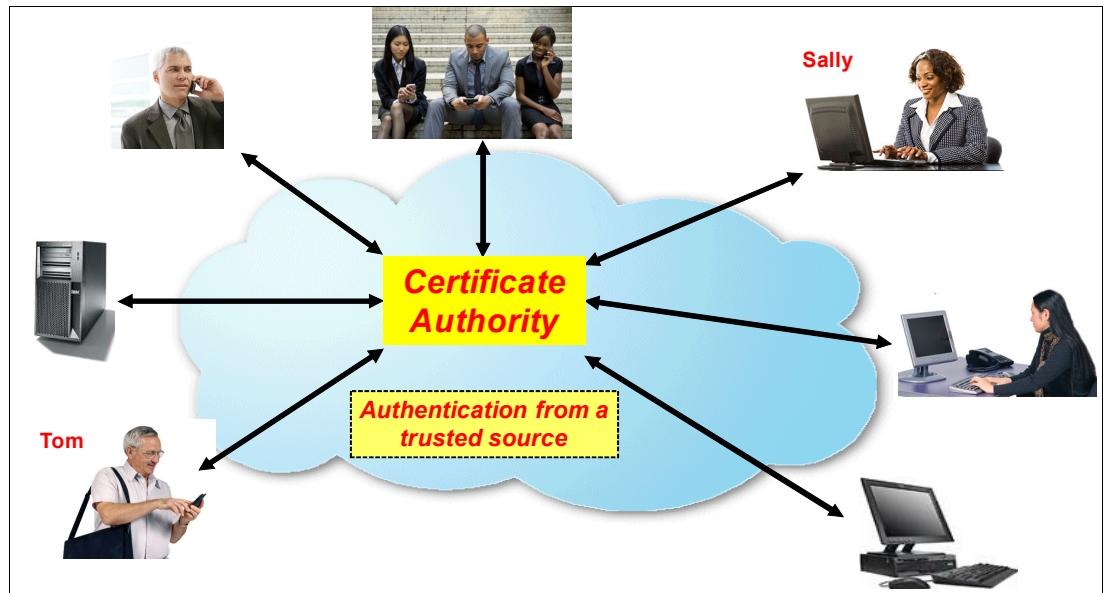 Sally
Certificate
Authority
Authentication from a
trusted source
Tom